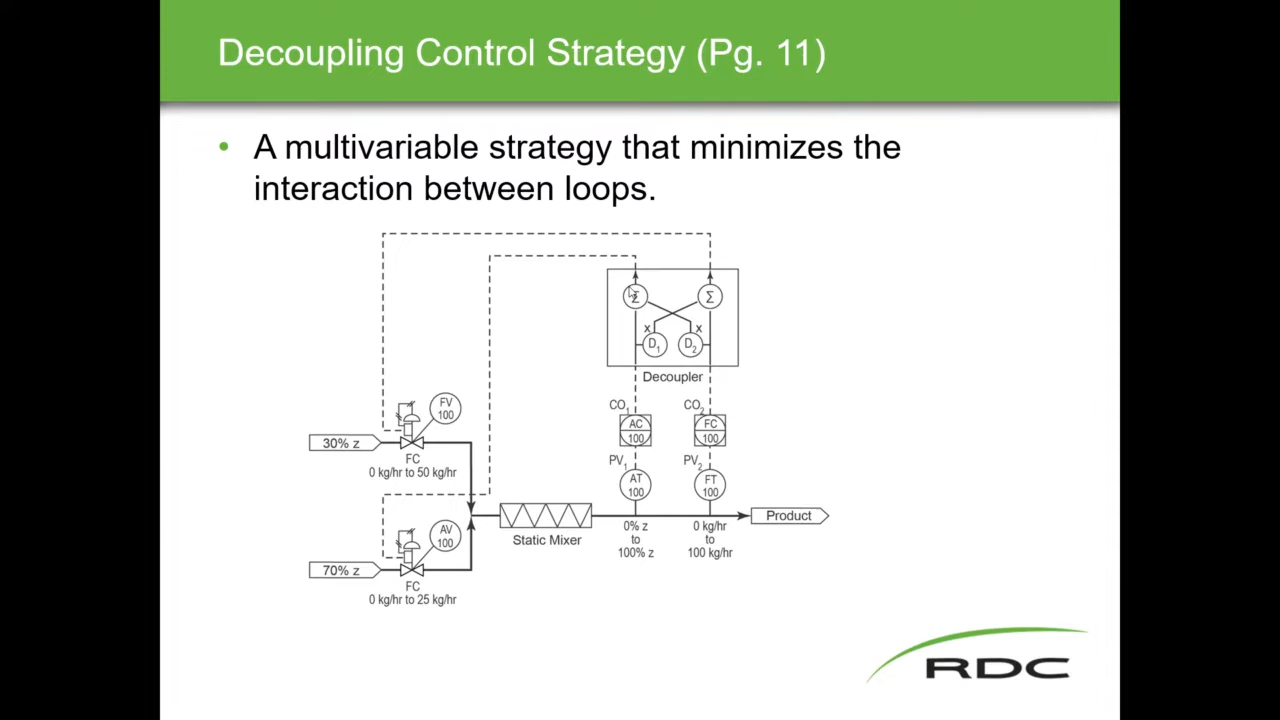 Decoupling Control Strategy (Pg. 11)
• A multivariable strategy that minimizes the
interaction between loops.
Σ Σ
x x
D1 D2
Decoupler
CO1 CO2
AC
100
FC
100
PV1 PV2
AT
100
FT
100
FV
100
30% z
FC
0 kg/hr to 50 kg/hr
AV
100
70% z
FC
0 kg/hr to 25 kg/hr
Static Mixer
0% z
to
100% z
0 kg/hr
to
100 kg/hr
Product
RDC